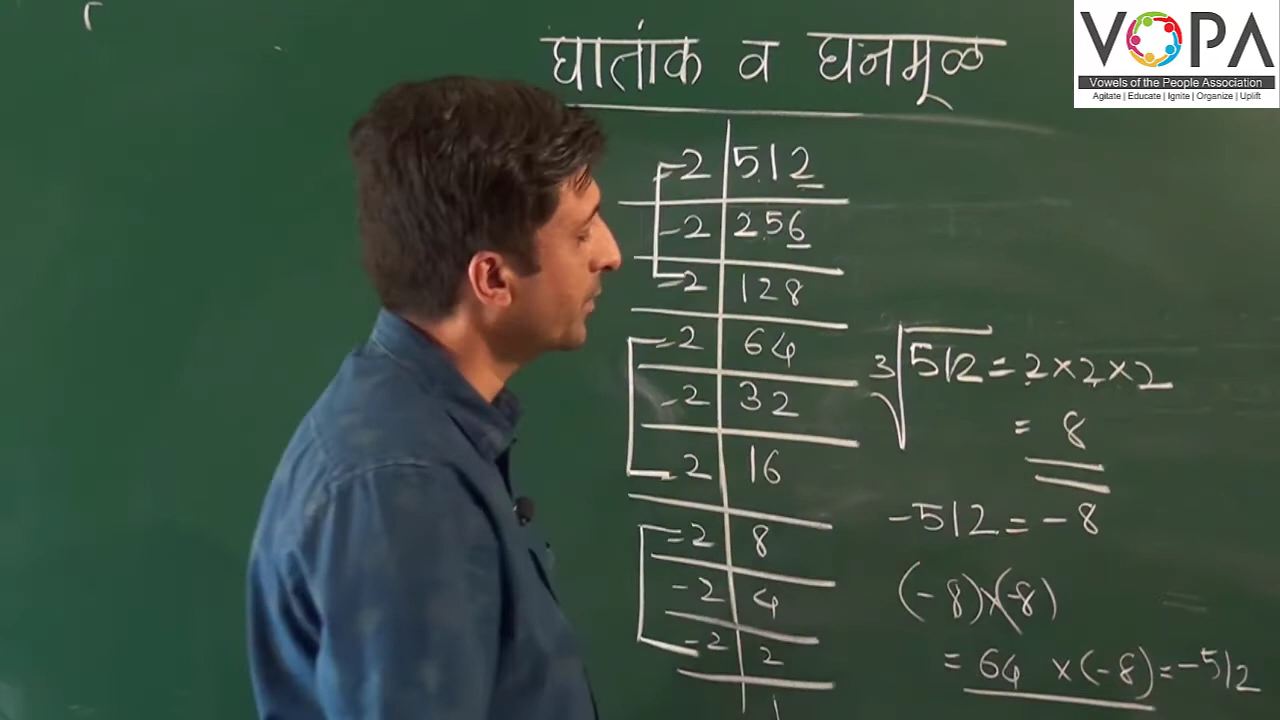 VOPA
Vowels of the People Association
Agitate | Educate | Ignite | Organize | Uplift
घातांक व घनमूळ
-2 | 512
-2 | 256
-2 | 128
-2 | 64
-2 | 32
-2 | 16
-2 | 8
-2 | 4
-2 | 2
1
∛512 = 2×2×2
= 8
-512 = -8
(-8)×(-8)
= 64 ×(-8) = -512